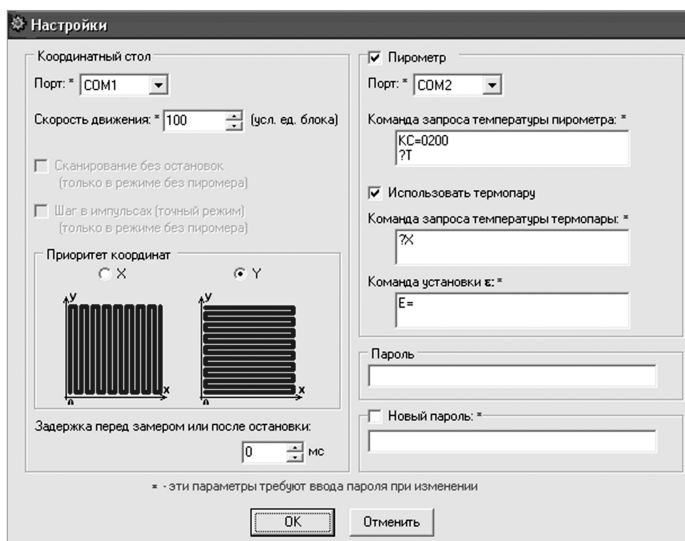 Настройки
Координатный стол
Порт: * COM1
Скорость движения: * 100 (усл. ед. блока)
Сканирование без остановок
(только в режиме без пиромера)
Шаг в импульсах (точный режим)
(только в режиме без пиромера)
Приоритет координат
X Y
y y
x x
0 0
Задержка перед замером или после остановки:
0 мс
Пирометр
Порт: * COM2
Команда запроса температуры пирометра: *
KC=0200
?T
Использовать термопару
Команда запроса температуры термопары: *
?X
Команда установки ε: *
E=
Пароль
Новый пароль: *
* - эти параметры требуют ввода пароля при изменении
OK Отменить